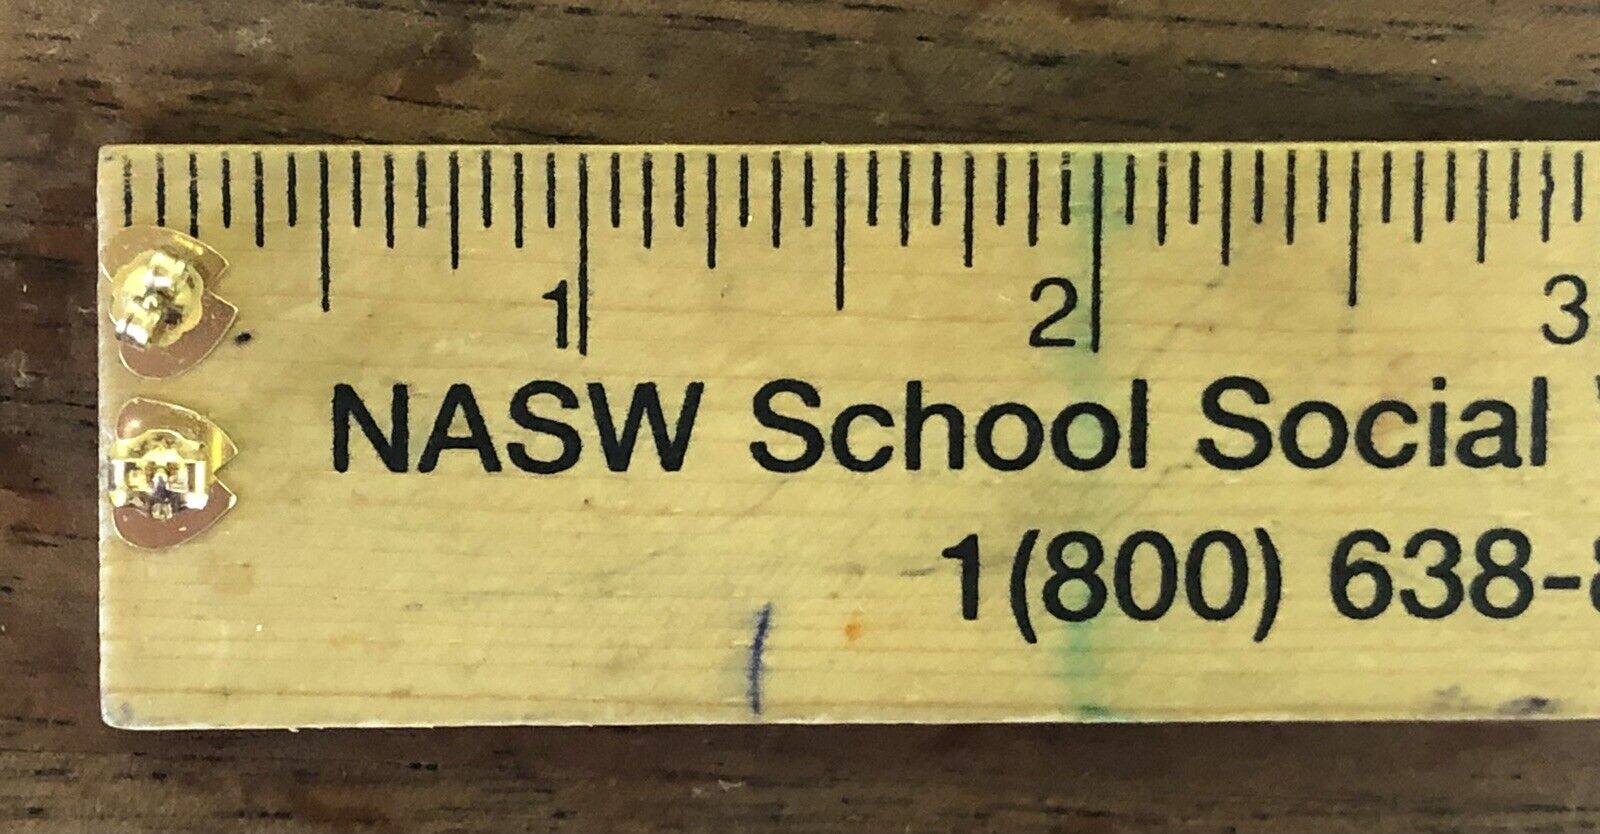 1 2 3
NASW School Social
1(800) 638-